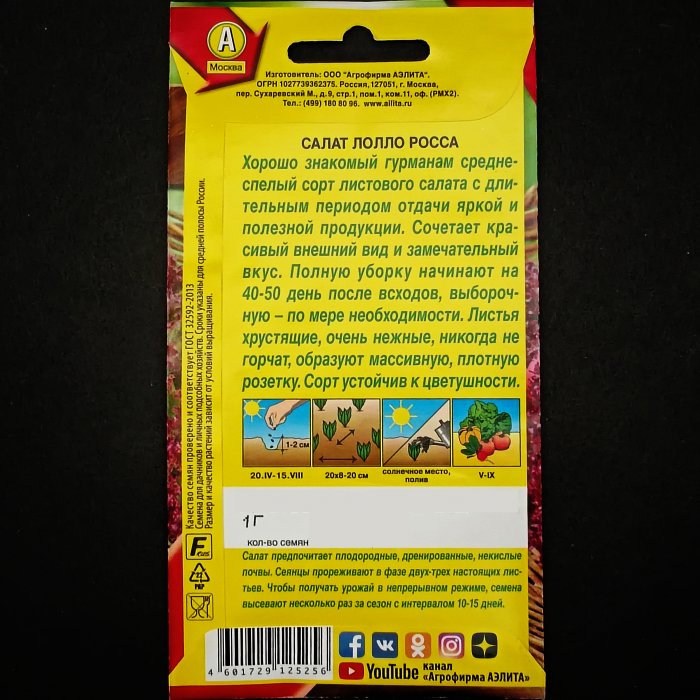 А
Москва
Изготовитель: ООО "Агрофирма АЭЛИТА".
ОГРН 1027739362375. Россия,127051, г. Москва,
пер. Сухаревский М., д.9, стр.1, пом.1, ком.11, оф. (РМХ2).
Тел.: (499) 180 80 96. www.ailita.ru
САЛАТ ЛОЛЛО РОССА
Хорошо знакомый гурманам средне-
спелый сорт листового салата с дли-
тельным периодом отдачи яркой и
полезной продукции. Сочетает кра-
сивый внешний вид и замечательный
вкус. Полную уборку начинают на
40-50 день после всходов, выбороч-
ную – по мере необходимости. Листья
хрустящие, очень нежные, никогда не
горчат, образуют массивную, плотную
розетку. Сорт устойчив к цветушности.
1-2 см
20.IV-15.VIII
20х8-20 см
солнечное место,
полив
V-IX
1 Г
кол-во семян
Салат предпочитает плодородные, дренированные, некислые
почвы. Сеянцы прореживают в фазе двух-трех настоящих лис-
тьев. Чтобы получать урожай в непрерывном режиме, семена
высевают несколько раз за сезон с интервалом 10-15 дней.
Качество семян проверено и соответствует ГОСТ 32592-2013
Семена для дачников и личных подсобных хозяйств. Сроки указаны для средней полосы России.
Размер и качество растений зависят от условий выращивания.
22
PAP
4 601729 125256
YouTube канал
«Агрофирма АЭЛИТА»